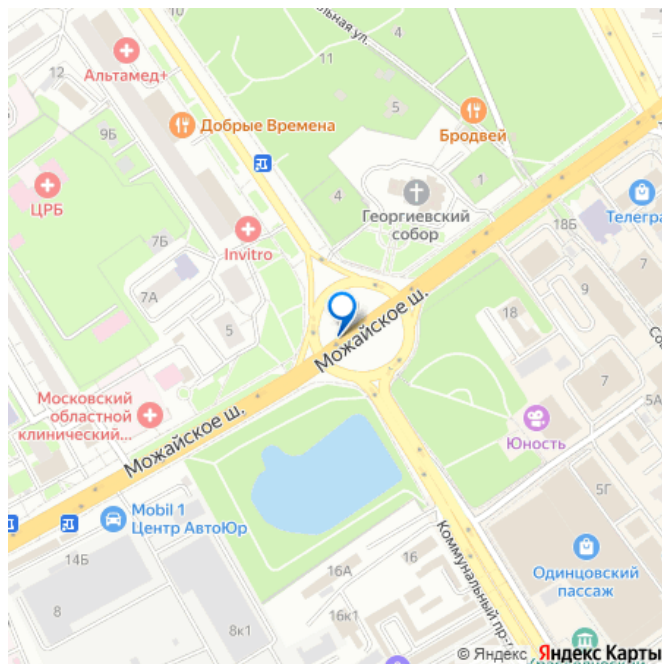 льная ул.
4
11
12
Альтамед+
5
Добрые Времена
Бродвей
9Б
ЦРБ
4
1
Георгиевский
собор
18Б
Телегра
7Б
Invitro
7
7А
9
5
18
Можайское ш.
7
Московский
областной
клинический...
5А
Можайское ш.
Юность
Mobil 1
Центр АвтоЮр
5Г
14Б
16
16А
Коммунальный пр-
Одинцовский
пассаж
8
16к1
8к1
© Яндекс Яндекс Карты